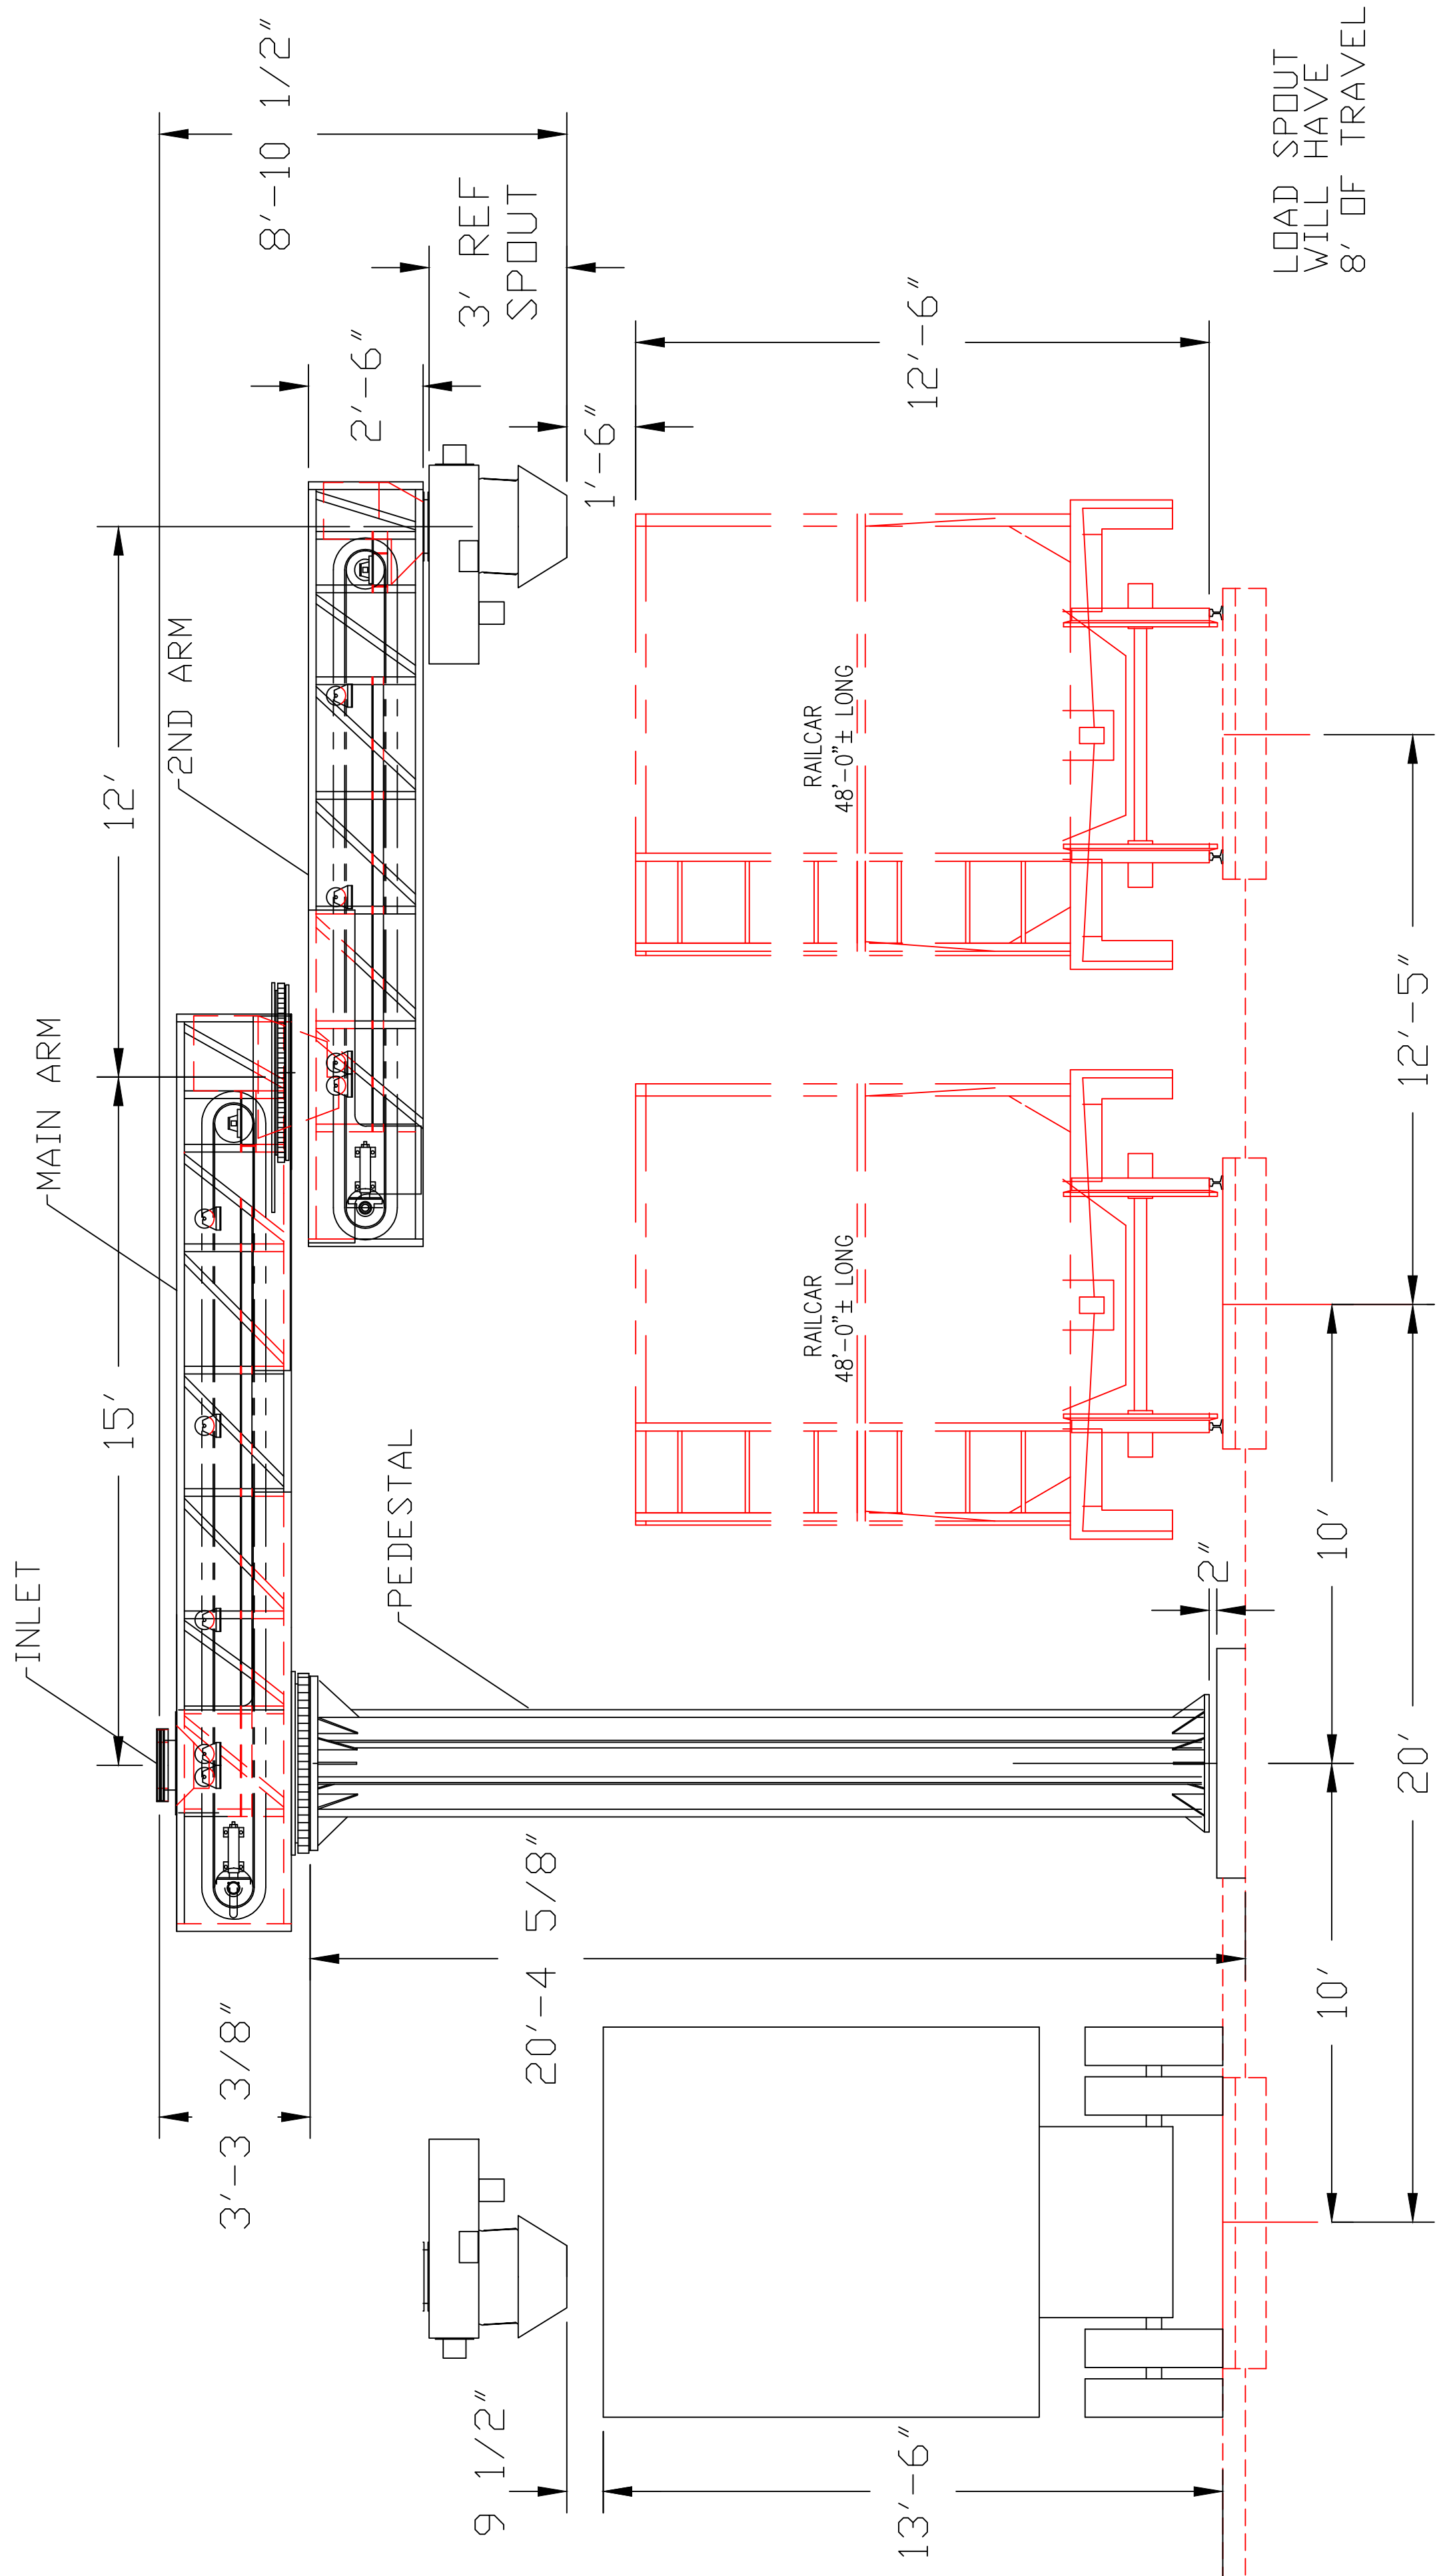 INLET
MAIN ARM
2ND ARM
15'
12'
8'-10 1/2"
3'-3 3/8"
2'-6"
3' REF
SPOUT
PEDESTAL
20'-4 5/8"
9 1/2"
1'-6"
RAILCAR
48'-0"± LONG
RAILCAR
48'-0"± LONG
13'-6"
12'-6"
2"
10'
10'
20'
12'-5"
LOAD SPOUT
WILL HAVE
8' OF TRAVEL